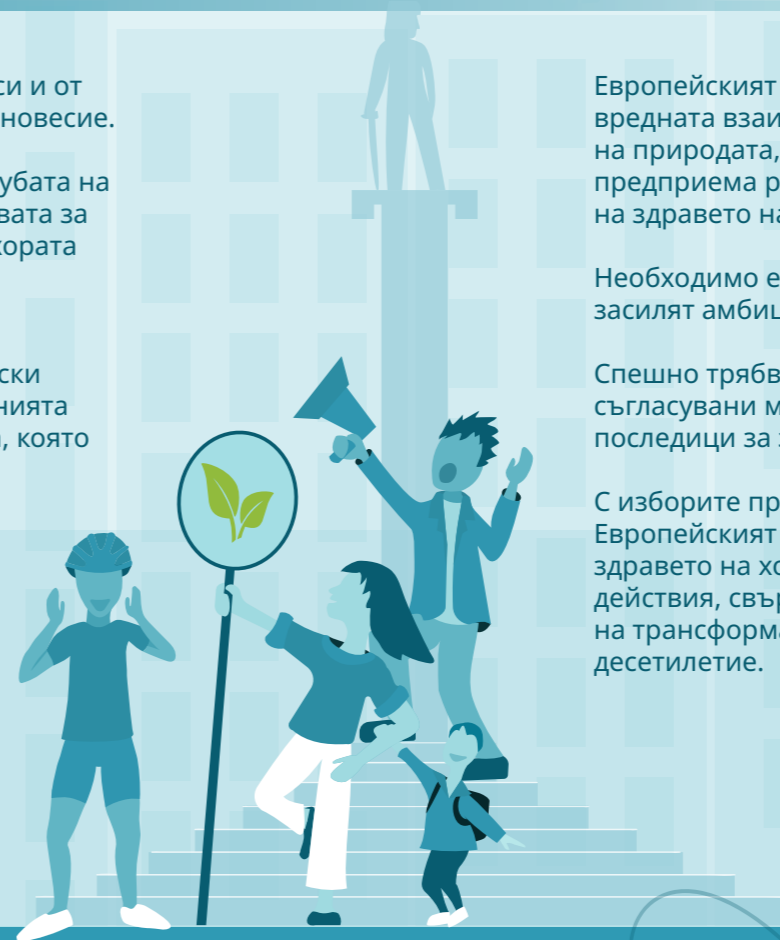 си и от
новесие.
убата на
вата за
хората
ски
нията
, която
Европейският
вредната взаи
на природата,
предприема р
на здравето на
Необходимо е
засилят амбиц
Спешно трябв
съгласувани м
последици за з
С изборите пр
Европейският
здравето на хо
действия, свър
на трансформа
десетилетие.